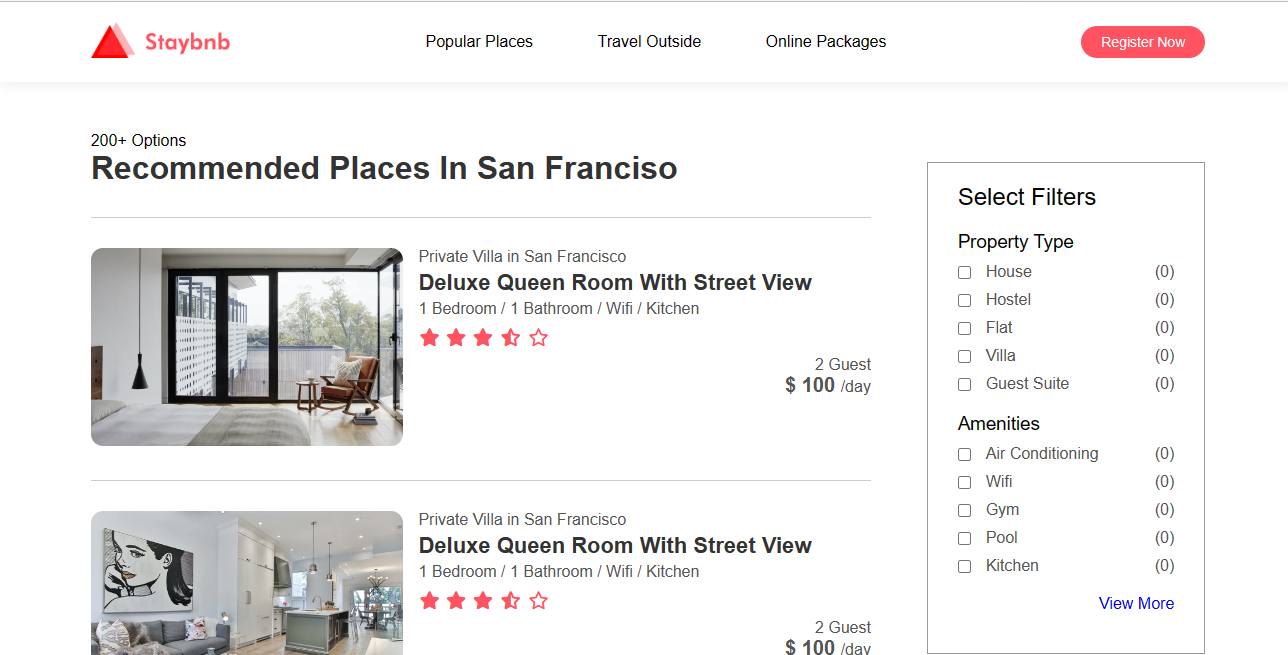 Staybnb
Popular Places
Travel Outside
Online Packages
Register Now
200+ Options
Recommended Places In San Franciso
Private Villa in San Francisco
Deluxe Queen Room With Street View
1 Bedroom / 1 Bathroom / Wifi / Kitchen
2 Guest
$ 100 /day
Private Villa in San Francisco
Deluxe Queen Room With Street View
1 Bedroom / 1 Bathroom / Wifi / Kitchen
2 Guest
$ 100 /day
Select Filters
Property Type
House (0)
Hostel (0)
Flat (0)
Villa (0)
Guest Suite (0)
Amenities
Air Conditioning (0)
Wifi (0)
Gym (0)
Pool (0)
Kitchen (0)
View More